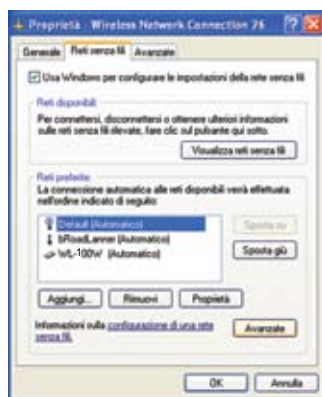 Proprietà - Wireless Network Connection 26
Generale Reti senza fili Avanzate
Usa Windows per configurare le impostazioni della rete senza fili
Reti disponibili
Per connettersi, disconnettersi o ottenere ulteriori informazioni
sulle reti senza fili rilevate, fare clic sul pulsante qui sotto.
Visualizza reti senza fili
Reti preferite:
La connessione automatica alle reti disponibili verrà effettuata
nell'ordine indicato di seguito:
Default (Automatico)
bRoadLanner (Automatico)
WL-100W (Automatico)
Sposta su
Sposta giù
Aggiungi... Rimuovi Proprietà
Informazioni sulla configurazione di una rete
senza fili.
Avanzate
OK Annulla